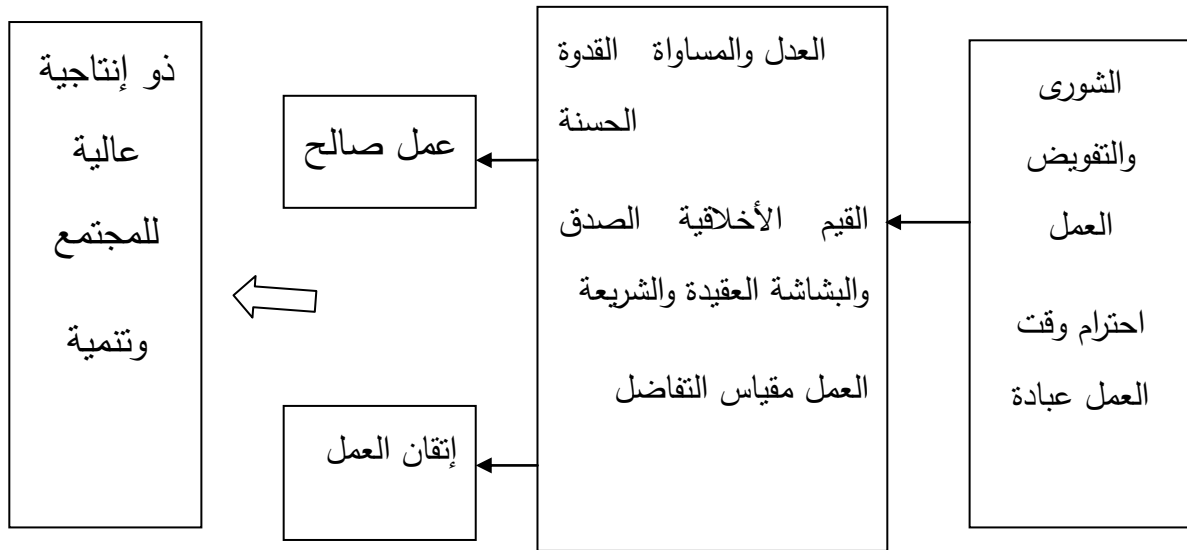 الشورى
والتفويض
العمل
احترام وقت
العمل عبادة
العدل والمساواة القدوة
الحسنة
القيم الأخلاقية الصدق
والبشاشة العقيدة والشريعة
العمل مقياس التفاضل
عمل صالح
إتقان العمل
ذو إنتاجية
عالية
للمجتمع
وتنمية